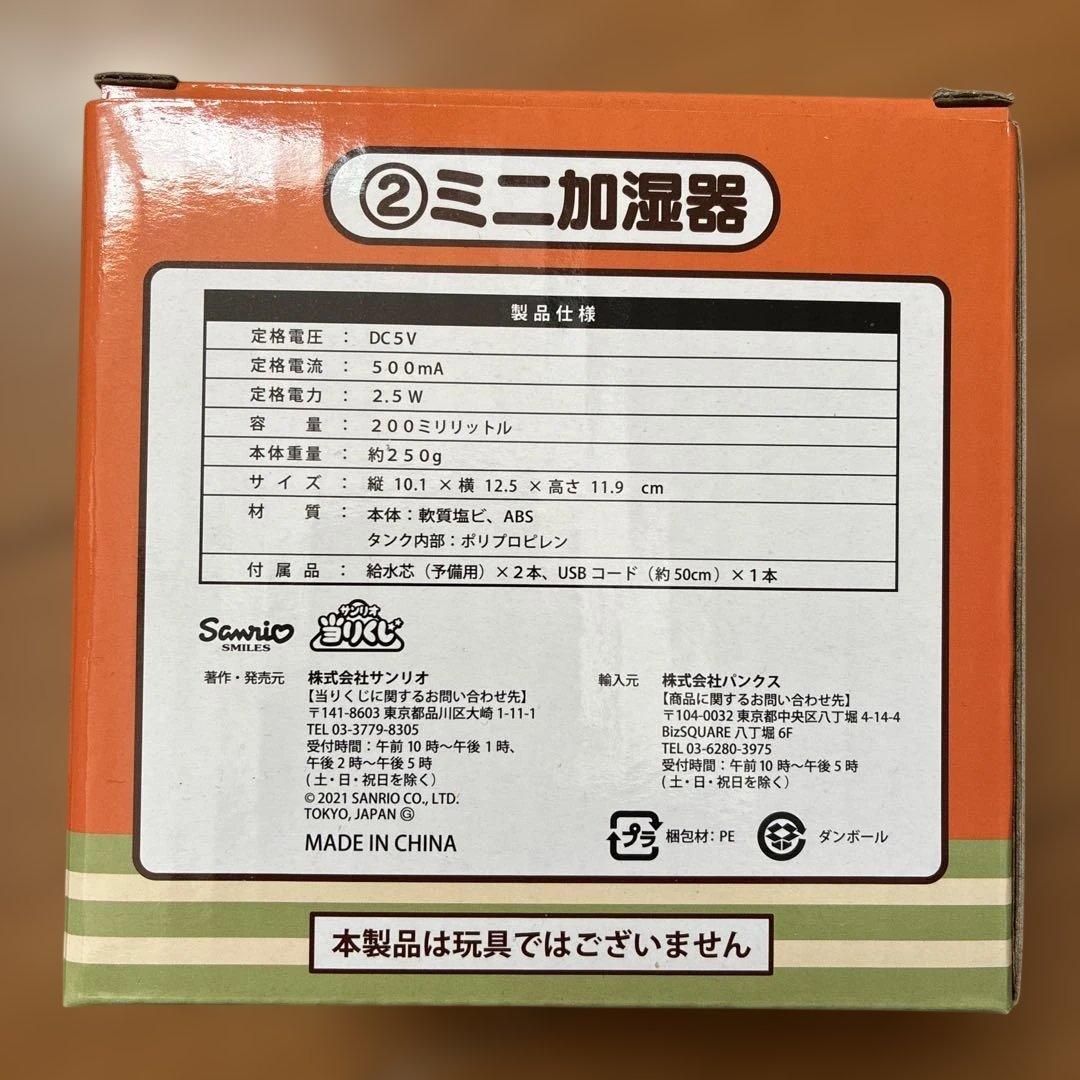 ②ミニ加湿器
製品仕様
定格電圧 : DC5V
定格電流 : 500mA
定格電力 : 2.5W
容量 : 200ミリリットル
本体重量 : 約250g
サイズ : 縦 10.1 × 横 12.5 × 高さ 11.9 cm
材質 : 本体:軟質塩ビ、ABS
タンク内部:ポリプロピレン
付属品 : 給水芯(予備用)×2本、USBコード(約50cm)×1本
Sanrio
SMILES
サンリオ
当りくじ
著作・発売元 株式会社サンリオ
【当りくじに関するお問い合わせ先】
〒141-8603 東京都品川区大崎 1-11-1
TEL 03-3779-8305
受付時間:午前 10 時〜午後 1 時、
午後 2 時〜午後 5 時
(土・日・祝日を除く)
© 2021 SANRIO CO., LTD.
TOKYO, JAPAN Ⓖ
MADE IN CHINA
輸入元 株式会社パンクス
【商品に関するお問い合わせ先】
〒104-0032 東京都中央区八丁堀 4-14-4
BizSQUARE 八丁堀 6F
TEL 03-6280-3975
受付時間:午前10 時〜午後 5 時
(土・日・祝日を除く)
プラ 梱包材:PE
ダンボール
本製品は玩具ではございません